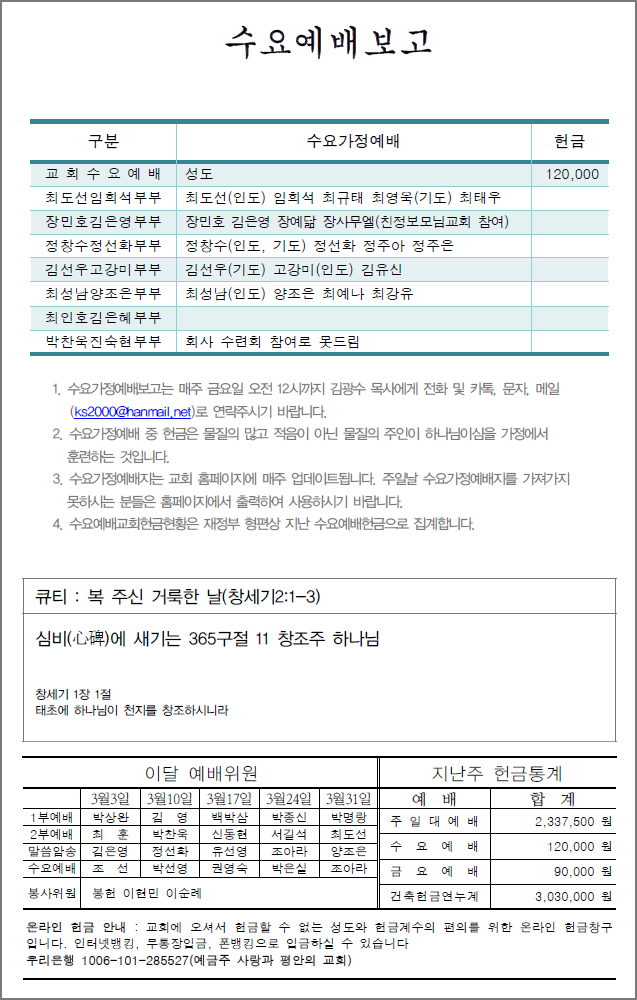 수요예배보고
구분 수요가정예배 헌금
교 회 수 요 예 배 성도 120,000
최도선임희석부부 최도선(인도) 임희석 최규태 최영욱(기도) 최태우
장민호김은영부부 장민호 김은영 장예닮 장사무엘(친정보모님교회 참여)
정창수정선화부부 정창수(인도, 기도) 정선화 정주아 정주은
김선우고강미부부 김선우(기도) 고강미(인도) 김유신
최성남양조은부부 최성남(인도) 양조은 최예나 최강유
최인호김은혜부부
박찬욱진숙현부부 회사 수련회 참여로 못드림
1. 수요가정예배보고는 매주 금요일 오전 12시까지 김광수 목사에게 전화 및 카톡, 문자, 메일
(ks2000@hanmail.net)로 연락주시기 바랍니다.
2. 수요가정예배 중 헌금은 물질의 많고 적음이 아닌 물질의 주인이 하나님이심을 가정에서
훈련하는 것입니다.
3. 수요가정예배지는 교회 홈페이지에 매주 업데이트됩니다. 주일날 수요가정예배지를 가져가지
못하시는 분들은 홈페이지에서 출력하여 사용하시기 바랍니다.
4. 수요예배교회헌금현황은 재정부 형편상 지난 수요예배헌금으로 집계합니다.
큐티 : 복 주신 거룩한 날(창세기2:1-3)
심비(心碑)에 새기는 365구절 11 창조주 하나님
창세기 1장 1절
태초에 하나님이 천지를 창조하시니라
이달 예배위원
3월3일 3월10일 3월17일 3월24일 3월31일
1부예배 박상완 김 영 백박삼 박종신 박명랑
2부예배 최 훈 박찬욱 신동현 서길석 최도선
말씀암송 김은영 정선화 유선영 조아라 양조은
수요예배 조 선 박선영 권영숙 박은실 조아라
봉사위원 봉헌 이현민 이순례
지난주 헌금통계
예 배 합 계
주 일 대 예 배 2,337,500 원
수 요 예 배 120,000 원
금 요 예 배 90,000 원
건축헌금연누계 3,030,000 원
온라인 헌금 안내 : 교회에 오셔서 헌금할 수 없는 성도와 헌금계수의 편의를 위한 온라인 헌금창구
입니다. 인터넷뱅킹, 무통장입금, 폰뱅킹으로 입금하실 수 있습니다
우리은행 1006-101-285527(예금주 사랑과 평안의 교회)